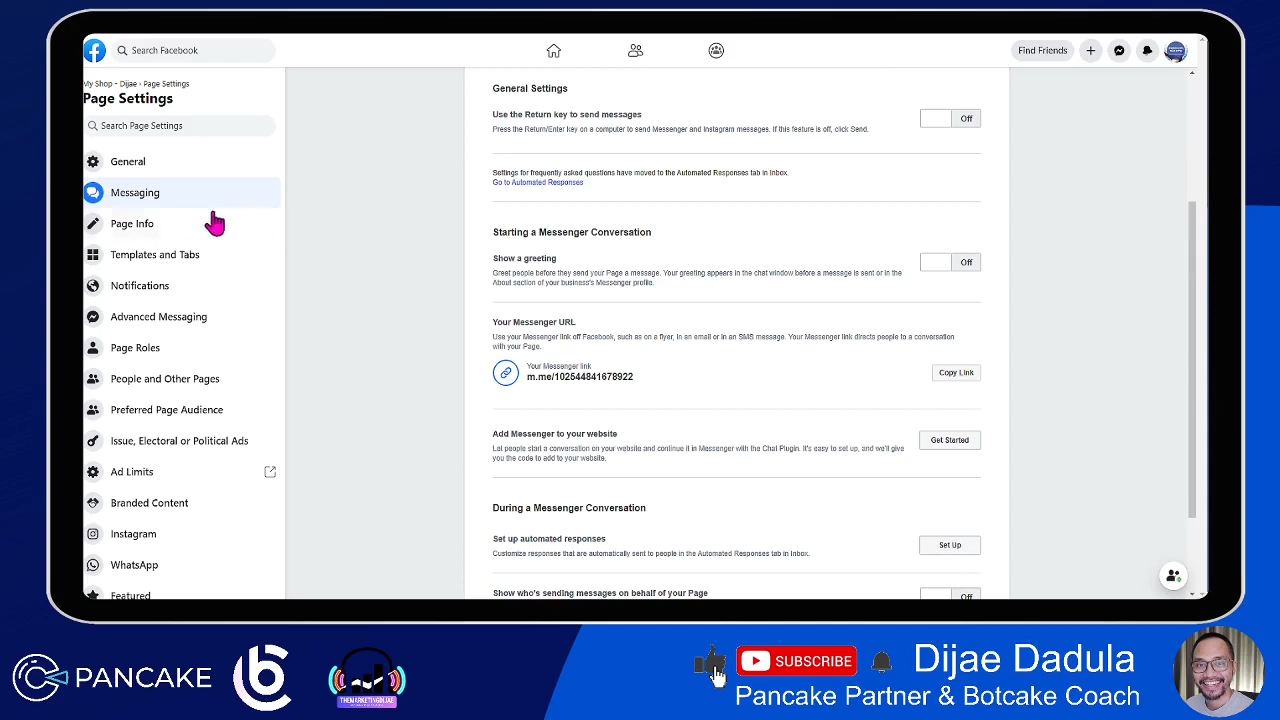 Search Facebook
Find Friends
My Shop - Dijae › Page Settings
Page Settings
Search Page Settings
General
Messaging
Page Info
Templates and Tabs
Notifications
Advanced Messaging
Page Roles
People and Other Pages
Preferred Page Audience
Issue, Electoral or Political Ads
Ad Limits
Branded Content
Instagram
WhatsApp
Featured
General Settings
Use the Return key to send messages
Off
Press the Return/Enter key on a computer to send Messenger and Instagram messages. If this feature is off, click Send.
Settings for frequently asked questions have moved to the Automated Responses tab in Inbox.
Go to Automated Responses
Starting a Messenger Conversation
Show a greeting
Off
Greet people before they send your Page a message. Your greeting appears in the chat window before a message is sent or in the
About section of your business's Messenger profile.
Your Messenger URL
Use your Messenger link off Facebook, such as on a flyer, in an email or in an SMS message. Your Messenger link directs people to a conversation
with your Page.
Your Messenger link
m.me/102544841678922
Copy Link
Add Messenger to your website
Get Started
Let people start a conversation on your website and continue it in Messenger with the Chat Plugin. It's easy to set up, and we'll give
you the code to add to your website.
During a Messenger Conversation
Set up automated responses
Set Up
Customize responses that are automatically sent to people in the Automated Responses tab in Inbox.
Show who's sending messages on behalf of your Page
Off
PANCAKE
THEMARKETINGDIJAE
SUBSCRIBE
Dijae Dadula
Pancake Partner & Botcake Coach